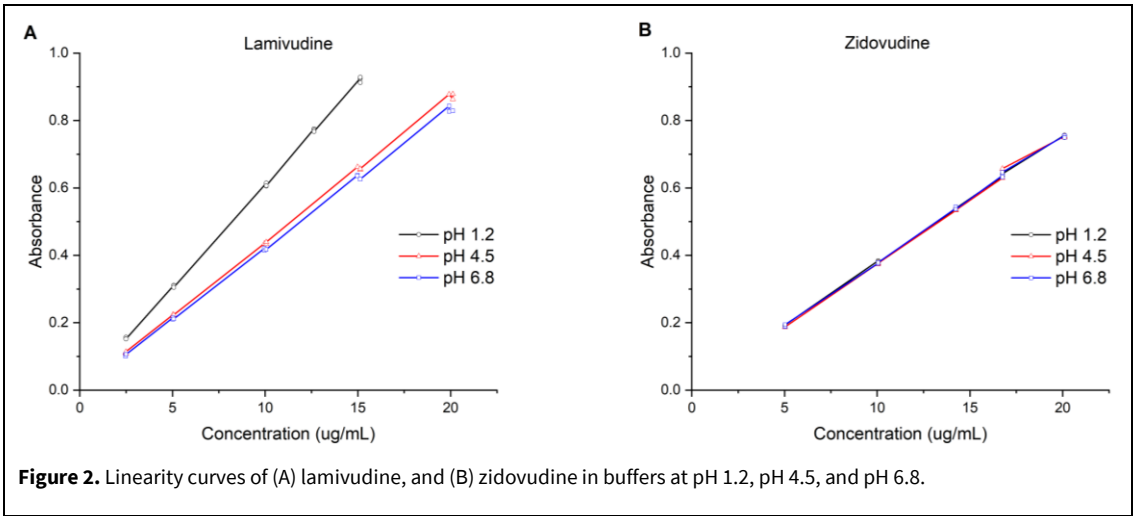 A
Lamivudine
1.0
0.8
0.6
0.4
0.2
0.0
Absorbance
0
5
10
15
20
Concentration (ug/mL)
pH 1.2
pH 4.5
pH 6.8
B
Zidovudine
1.0
0.8
0.6
0.4
0.2
0.0
Absorbance
0
5
10
15
20
Concentration (ug/mL)
pH 1.2
pH 4.5
pH 6.8
Figure 2. Linearity curves of (A) lamivudine, and (B) zidovudine in buffers at pH 1.2, pH 4.5, and pH 6.8.